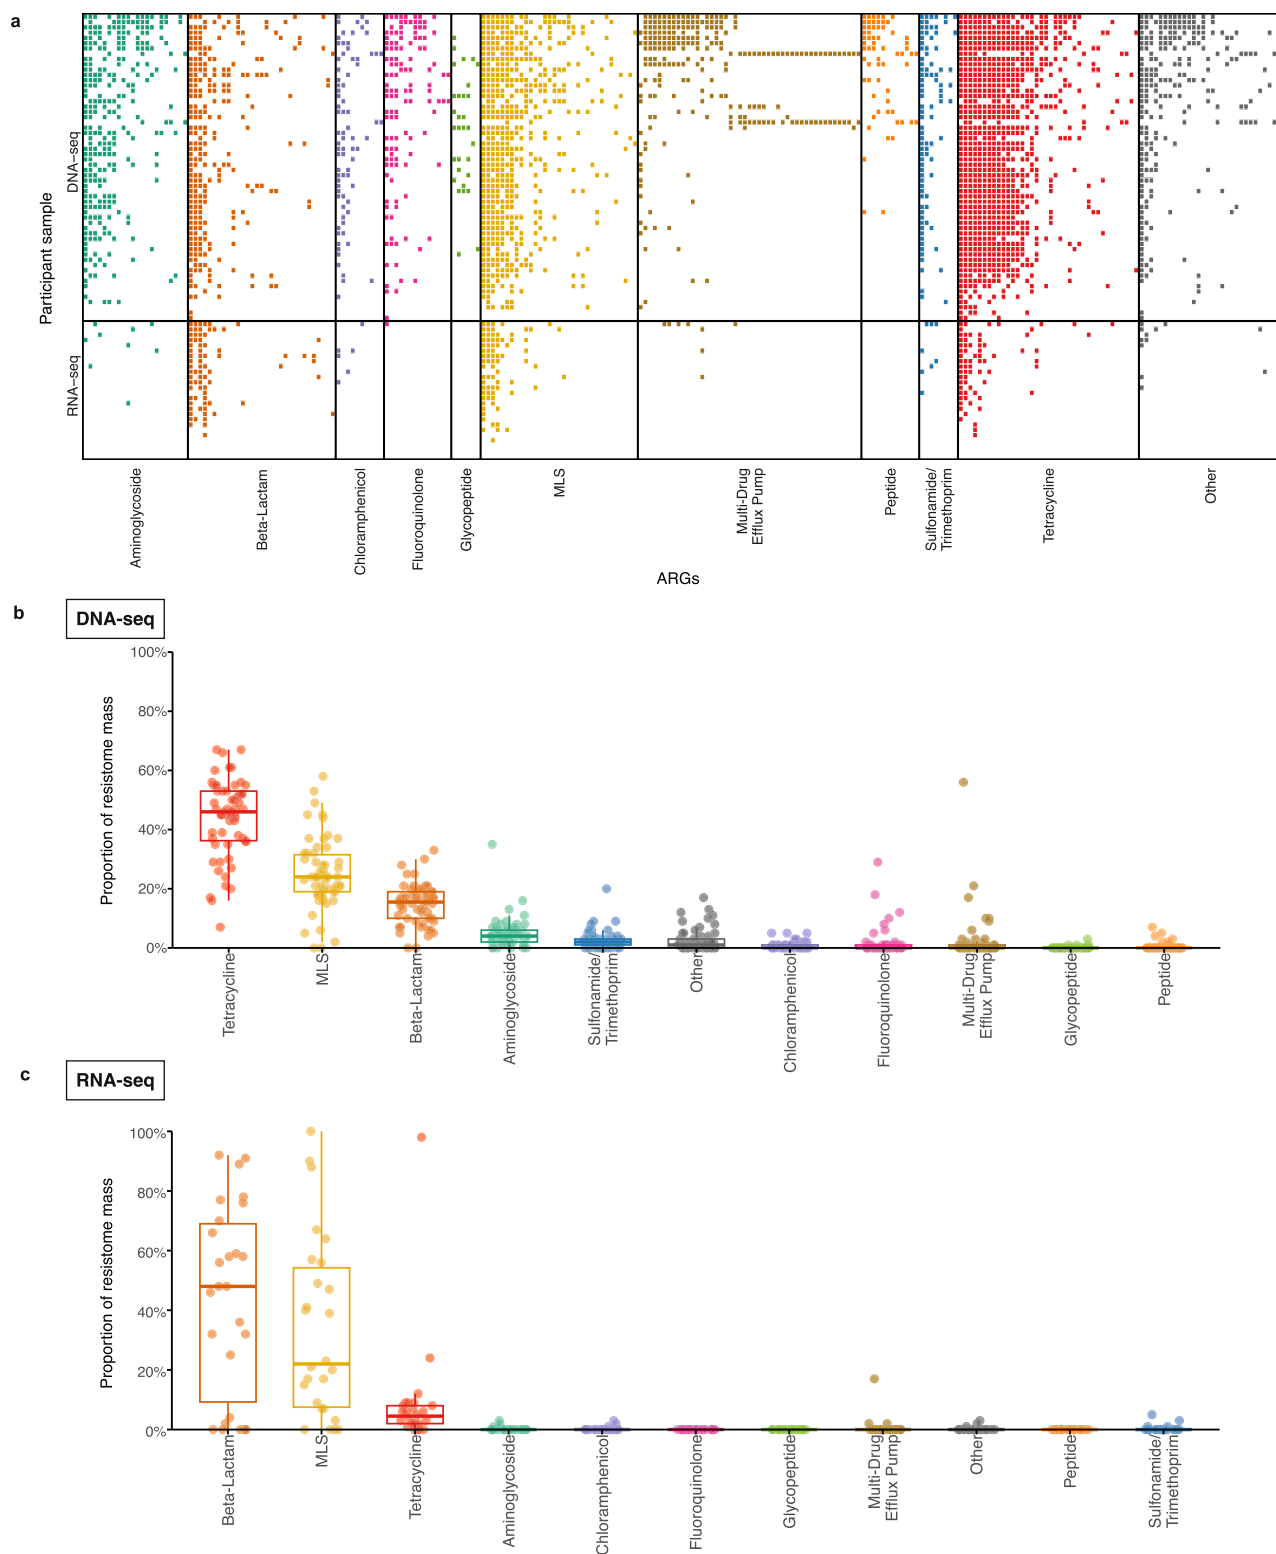 a
DNA−seq
RNA−seq
Participant sample
Aminoglycoside
Beta-Lactam
Chloramphenicol
Fluoroquinolone
Glycopeptide
MLS
Multi-Drug
Efflux Pump
Peptide
Sulfonamide/
Trimethoprim
Tetracycline
Other
ARGs
b
DNA-seq
Proportion of resistome mass
100%
80%
60%
40%
20%
0%
Tetracycline
MLS
Beta-Lactam
Aminoglycoside
Sulfonamide/
Trimethoprim
Other
Chloramphenicol
Fluoroquinolone
Multi-Drug
Efflux Pump
Glycopeptide
Peptide
c
RNA-seq
Proportion of resistome mass
100%
80%
60%
40%
20%
0%
Beta-Lactam
MLS
Tetracycline
Aminoglycoside
Chloramphenicol
Fluoroquinolone
Glycopeptide
Multi-Drug
Efflux Pump
Other
Peptide
Sulfonamide/
Trimethoprim